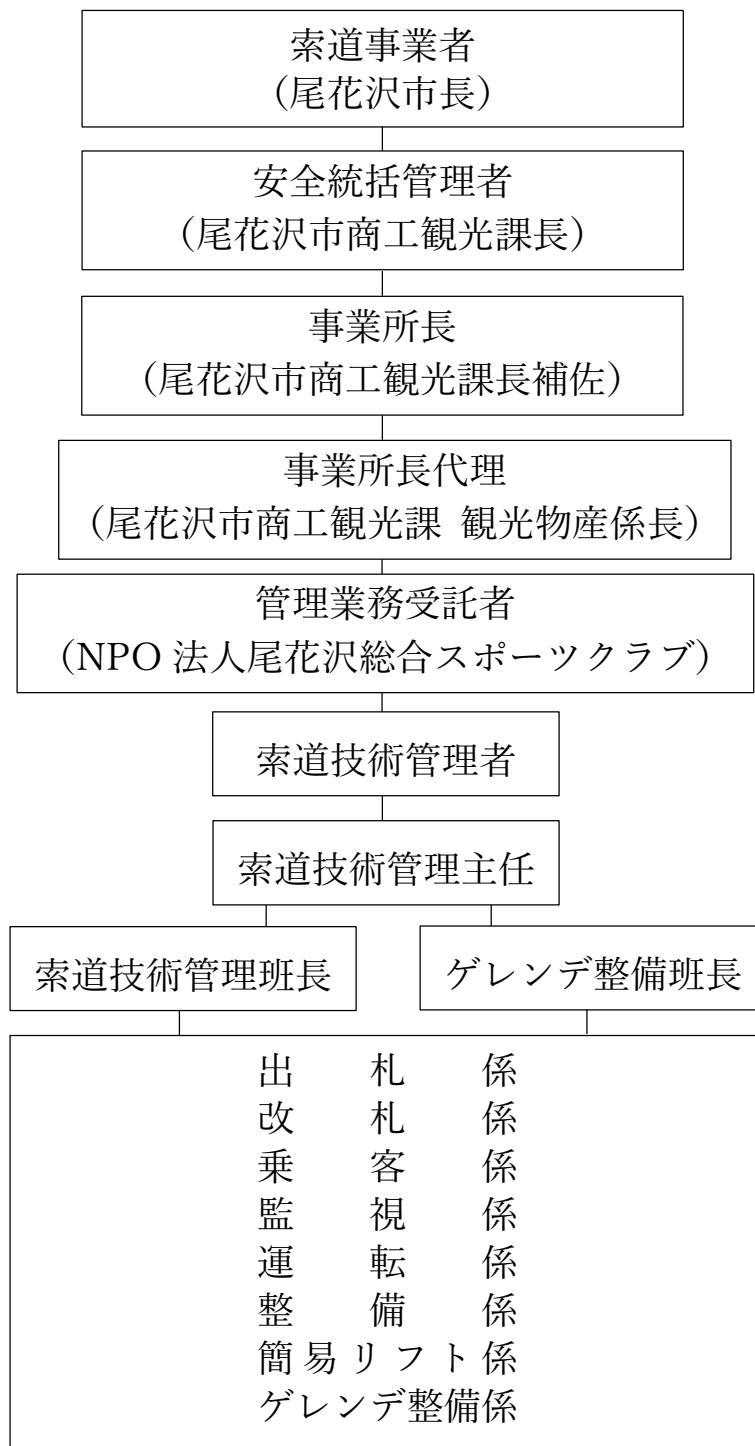 索道事業者
(尾花沢市長)
安全統括管理者
(尾花沢市商工観光課長)
事業所長
(尾花沢市商工観光課長補佐)
事業所長代理
(尾花沢市商工観光課 観光物産係長)
管理業務受託者
(NPO 法人尾花沢総合スポーツクラブ)
索道技術管理者
索道技術管理主任
索道技術管理班長
ゲレンデ整備班長
出札係
改札係
乗客係
監視係
運転係
整備係
簡易リフト係
ゲレンデ整備係